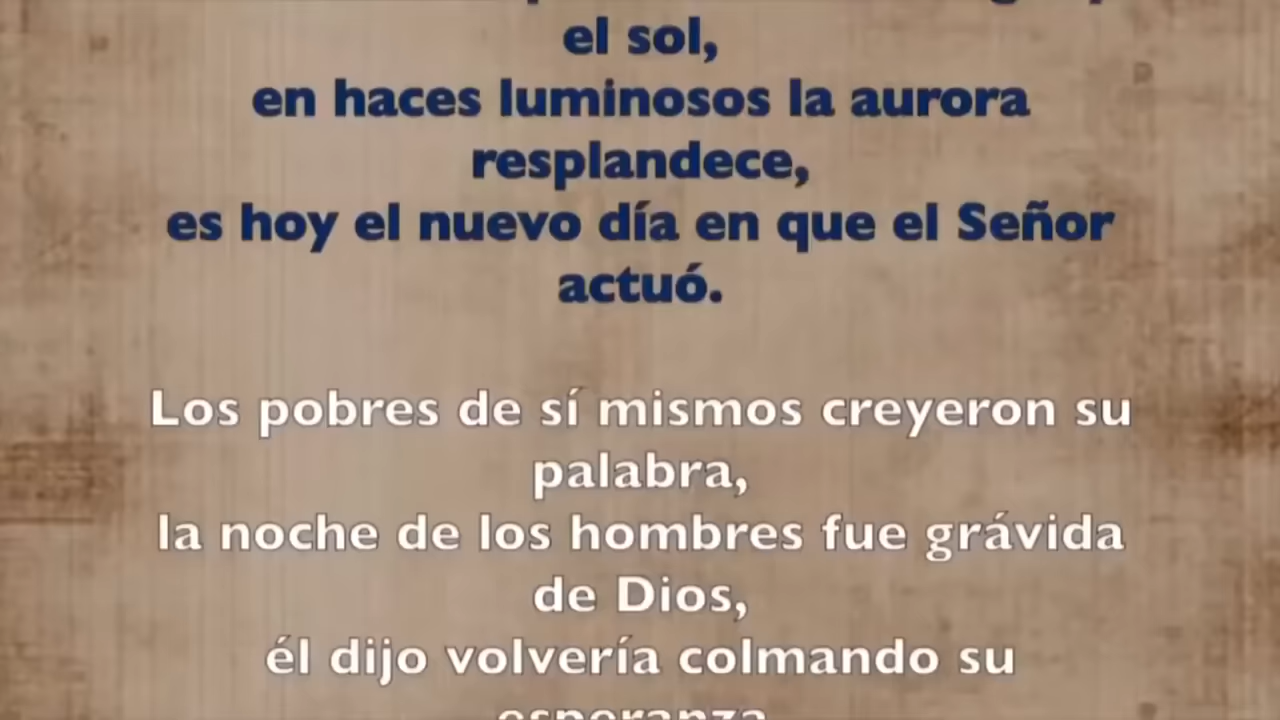 el sol,
en haces luminosos la aurora
resplandece,
es hoy el nuevo día en que el Señor
actuó.
Los pobres de sí mismos creyeron su
palabra,
la noche de los hombres fue grávida
de Dios,
él dijo volvería colmando su
esperanza